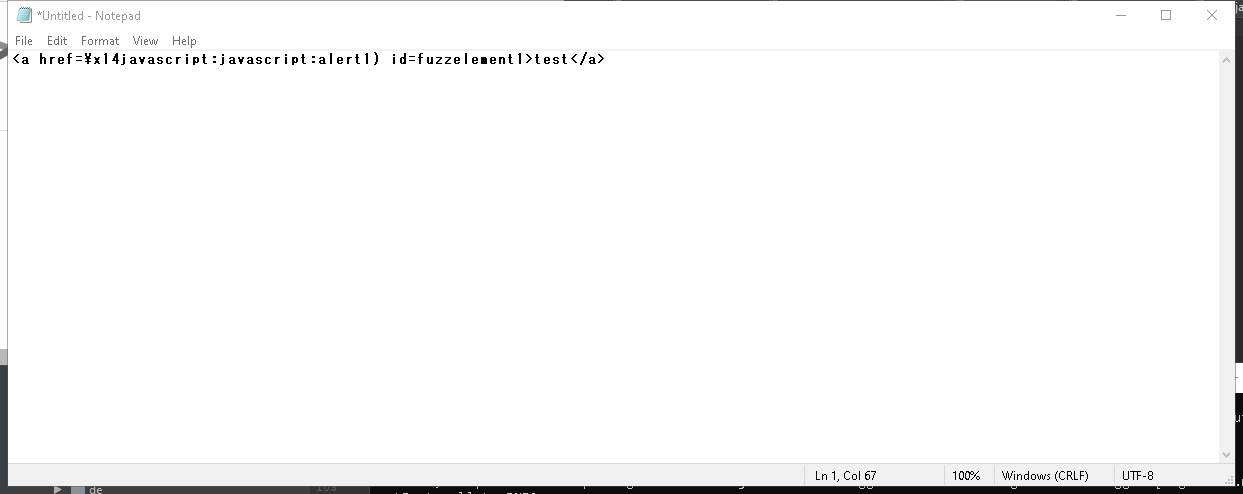 *Untitled - Notepad
File Edit Format View Help
<a href=¥x14javascript:javascript:alert1) id=fuzzelement1>test</a>
Ln 1, Col 67 100% Windows (CRLF) UTF-8
de
103